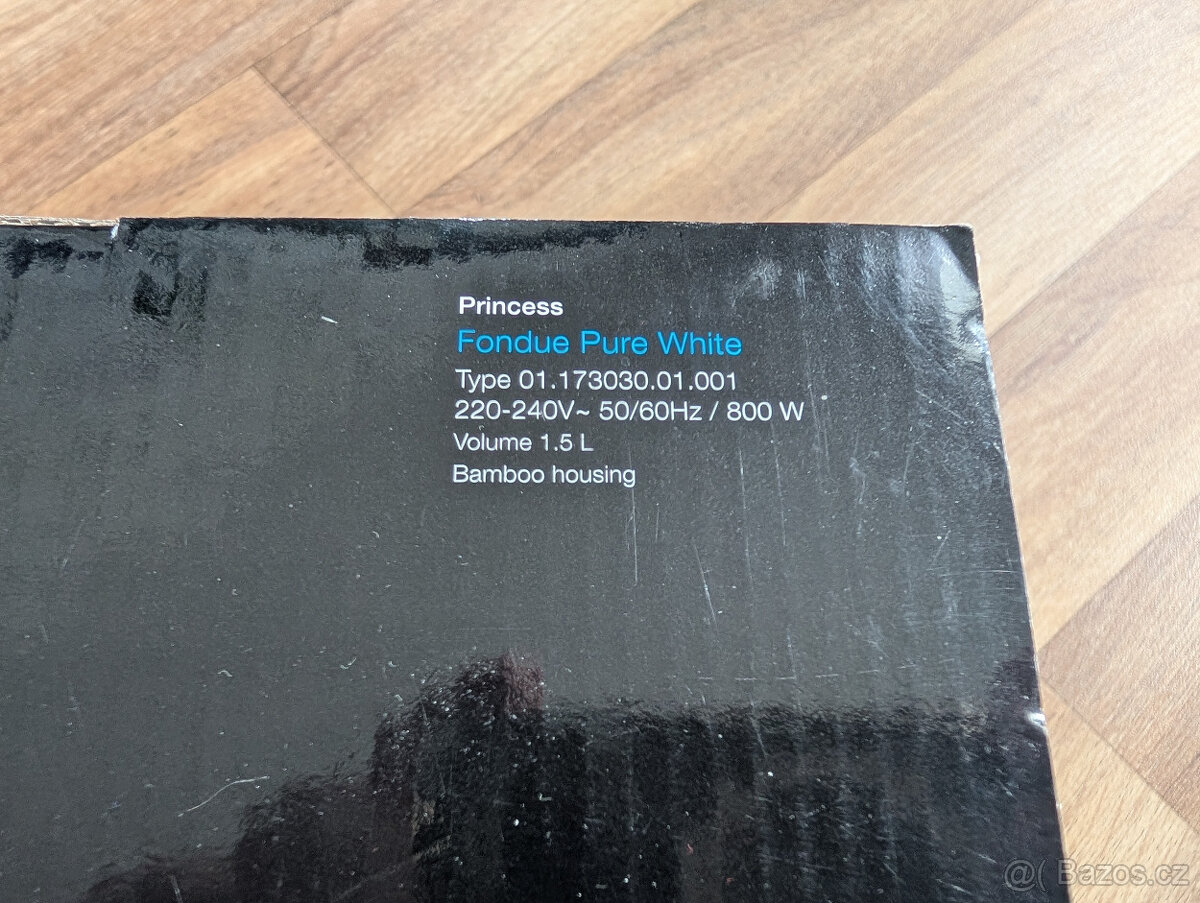 Princess
Fondue Pure White
Type 01.173030.01.001
220-240V~ 50/60Hz / 800 W
Volume 1.5 L
Bamboo housing
@( Bazos.cz